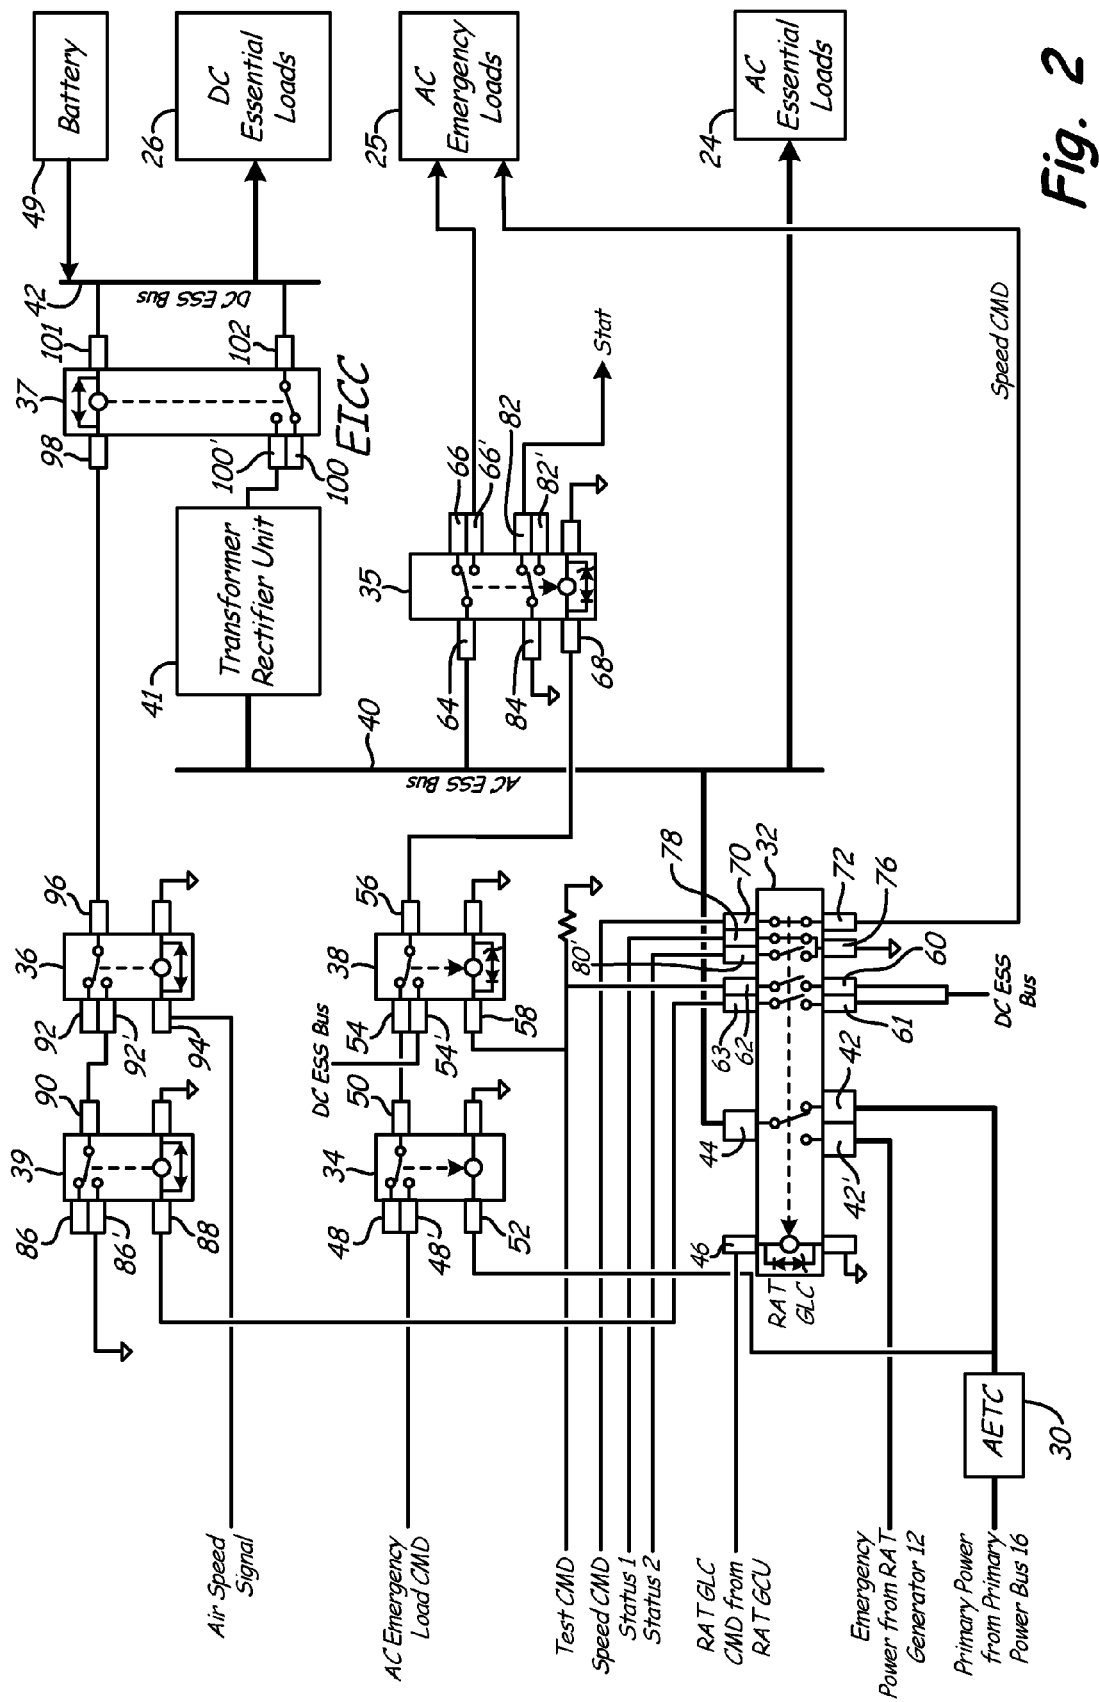 86
39
90
92
36
96
98
37
101
42
49
Battery
86'
92'
88
94
Air Speed
Signal
41
Transformer
Rectifier Unit
100'
100
102
EICC
DC ESS Bus
26
DC
Essential
Loads
48
34
50
54
38
56
DC ESS Bus
48'
54'
52
58
AC Emergency
Load CMD
40
AC ESS Bus
64
35
66
66'
84
82
82'
68
Stat
25
AC
Emergency
Loads
Test CMD
Speed CMD
Status 1
Status 2
RAT GLC
CMD from
RAT GCU
46
44
63
62
80'
78
70
32
RAT
GLC
42'
42
61
60
76
72
DC ESS
Bus
24
AC
Essential
Loads
Emergency
Power from RAT
Generator 12
Primary Power
from Primary
Power Bus 16
AETC
30
Speed CMD
Fig. 2